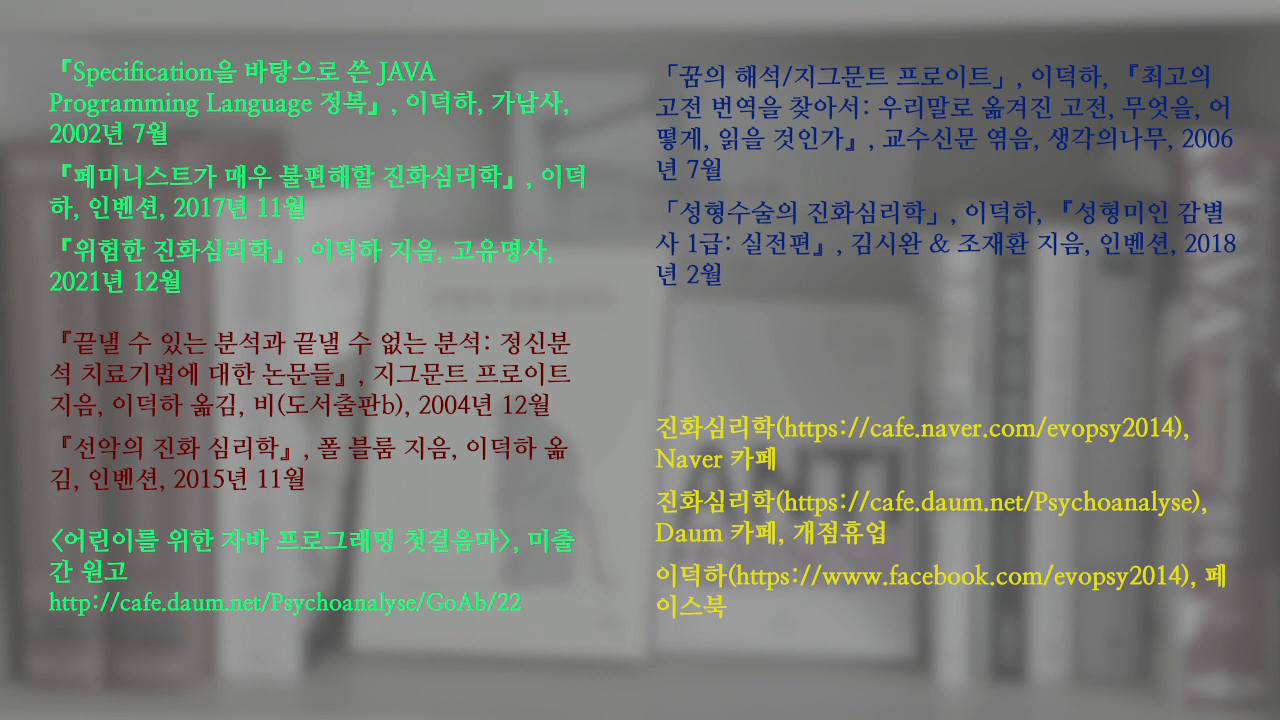 『Specification을 바탕으로 쓴 JAVA
Programming Language 정복』, 이덕하, 가남사,
2002년 7월
『페미니스트가 매우 불편해할 진화심리학』, 이덕
하, 인벤션, 2017년 11월
『위험한 진화심리학』, 이덕하 지음, 고유명사,
2021년 12월
『끝낼 수 있는 분석과 끝낼 수 없는 분석: 정신분
석 치료기법에 대한 논문들』, 지그문트 프로이트
지음, 이덕하 옮김, 비(도서출판b), 2004년 12월
『선악의 진화 심리학』, 폴 블룸 지음, 이덕하 옮
김, 인벤션, 2015년 11월
<어린이를 위한 자바 프로그래밍 첫걸음마>, 미출
간 원고
http://cafe.daum.net/Psychoanalyse/GoAb/22
「꿈의 해석/지그문트 프로이트」, 이덕하, 『최고의
고전 번역을 찾아서: 우리말로 옮겨진 고전, 무엇을, 어
떻게, 읽을 것인가』, 교수신문 엮음, 생각의나무, 2006
년 7월
「성형수술의 진화심리학」, 이덕하, 『성형미인 감별
사 1급: 실전편』, 김시완 & 조재환 지음, 인벤션, 2018
년 2월
진화심리학(https://cafe.naver.com/evopsy2014),
Naver 카페
진화심리학(https://cafe.daum.net/Psychoanalyse),
Daum 카페, 개점휴업
이덕하(https://www.facebook.com/evopsy2014), 페
이스북